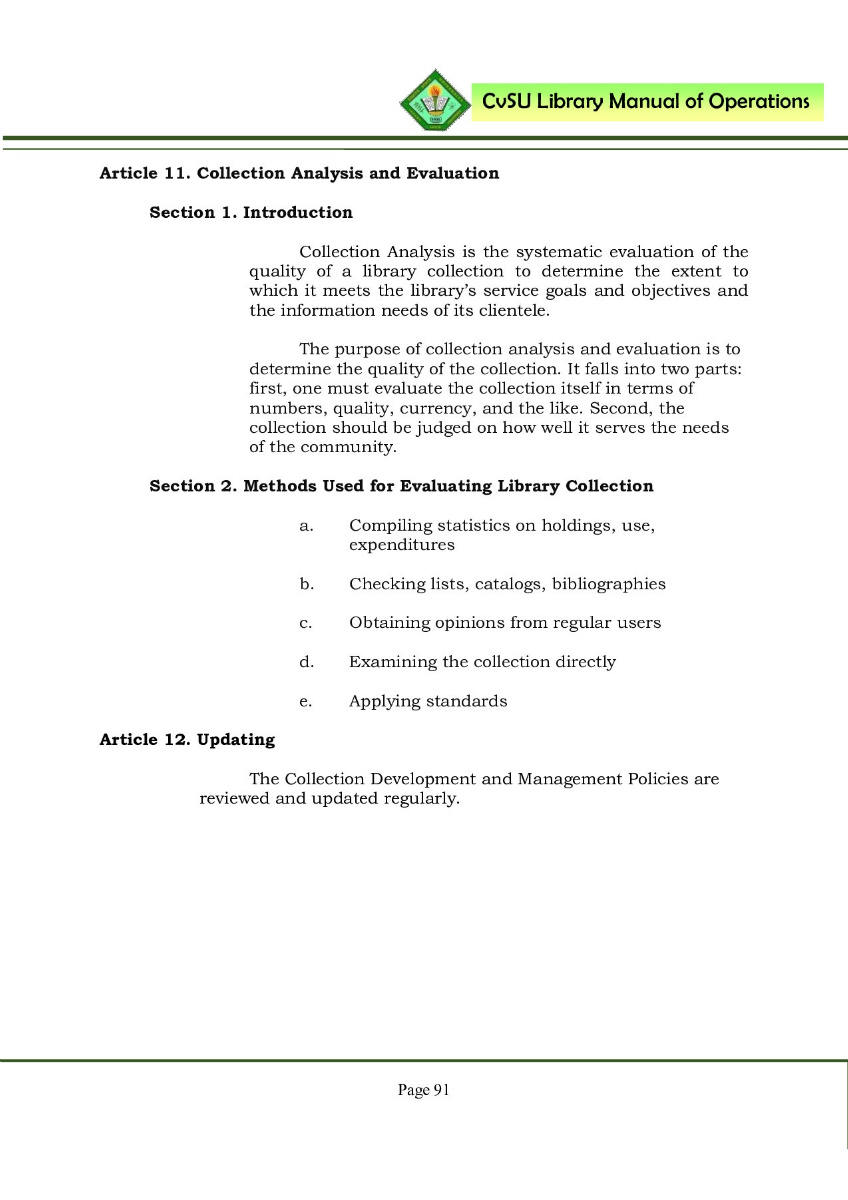 CvSU Library Manual of Operations
Article 11. Collection Analysis and Evaluation
Section 1. Introduction
Collection Analysis is the systematic evaluation of the
quality of a library collection to determine the extent to
which it meets the library's service goals and objectives and
the information needs of its clientele.
The purpose of collection analysis and evaluation is to
determine the quality of the collection. It falls into two parts:
first, one must evaluate the collection itself in terms of
numbers, quality, currency, and the like. Second, the
collection should be judged on how well it serves the needs
of the community.
Section 2. Methods Used for Evaluating Library Collection
a. Compiling statistics on holdings, use,
expenditures
b. Checking lists, catalogs, bibliographies
c. Obtaining opinions from regular users
d. Examining the collection directly
e. Applying standards
Article 12. Updating
The Collection Development and Management Policies are
reviewed and updated regularly.
Page 91